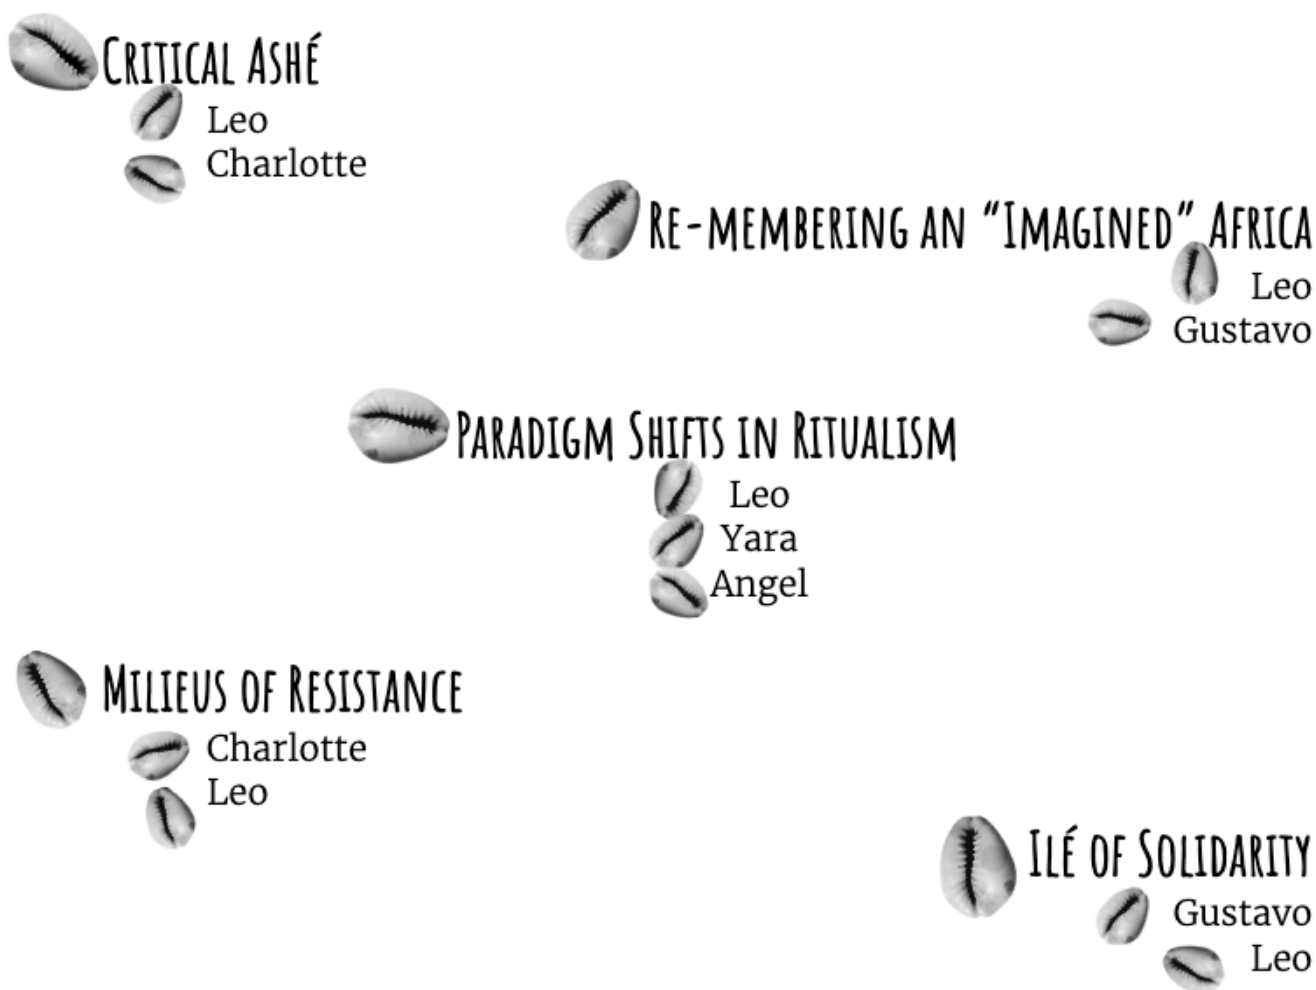 Critical Ashé
Leo
Charlotte
Re-membering an “Imagined” Africa
Leo
Gustavo
Paradigm Shifts in Ritualism
Leo
Yara
Angel
Milieus of Resistance
Charlotte
Leo
Ilé of Solidarity
Gustavo
Leo